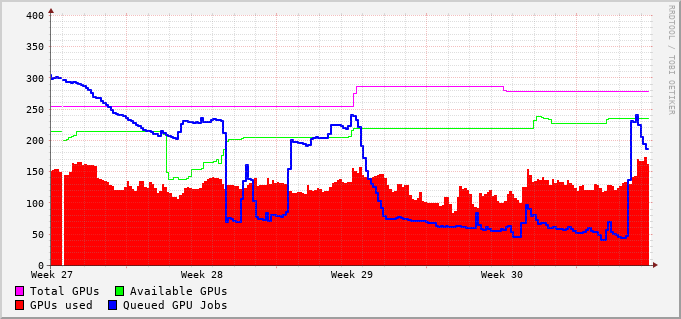 400
350
300
250
200
150
100
50
0
Week 27 Week 28 Week 29 Week 30
Total GPUs Available GPUs
GPUs used Queued GPU Jobs
RRDTOOL / TOBI OETIKER